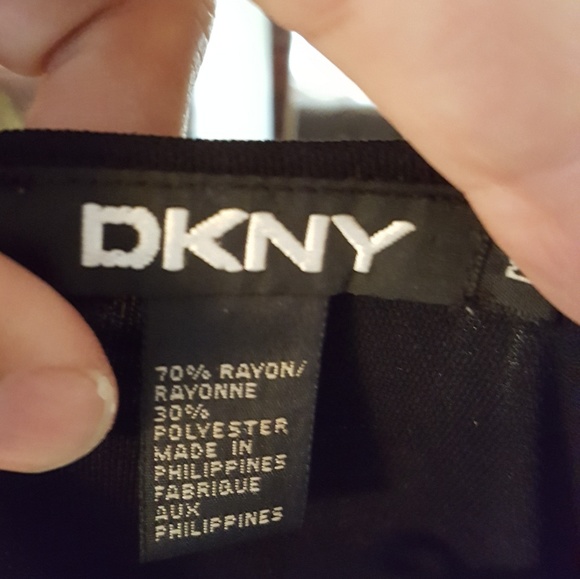 DKNY
70% RAYON/
RAYONNE
30%
POLYESTER
MADE IN
PHILIPPINES
FABRIQUE
AUX
PHILIPPINES